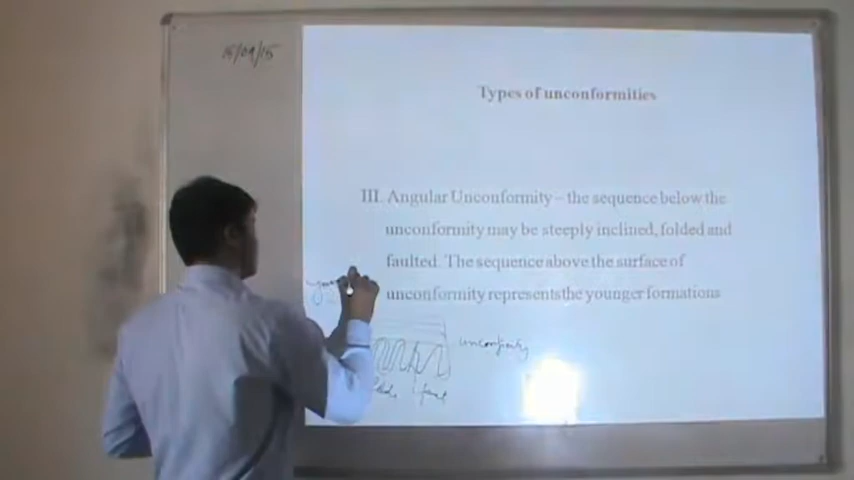 15/09/15
Types of unconformities
III. Angular Unconformity – the sequence below the
unconformity may be steeply inclined, folded and
faulted. The sequence above the surface of
unconformity represents the younger formations
unconformity